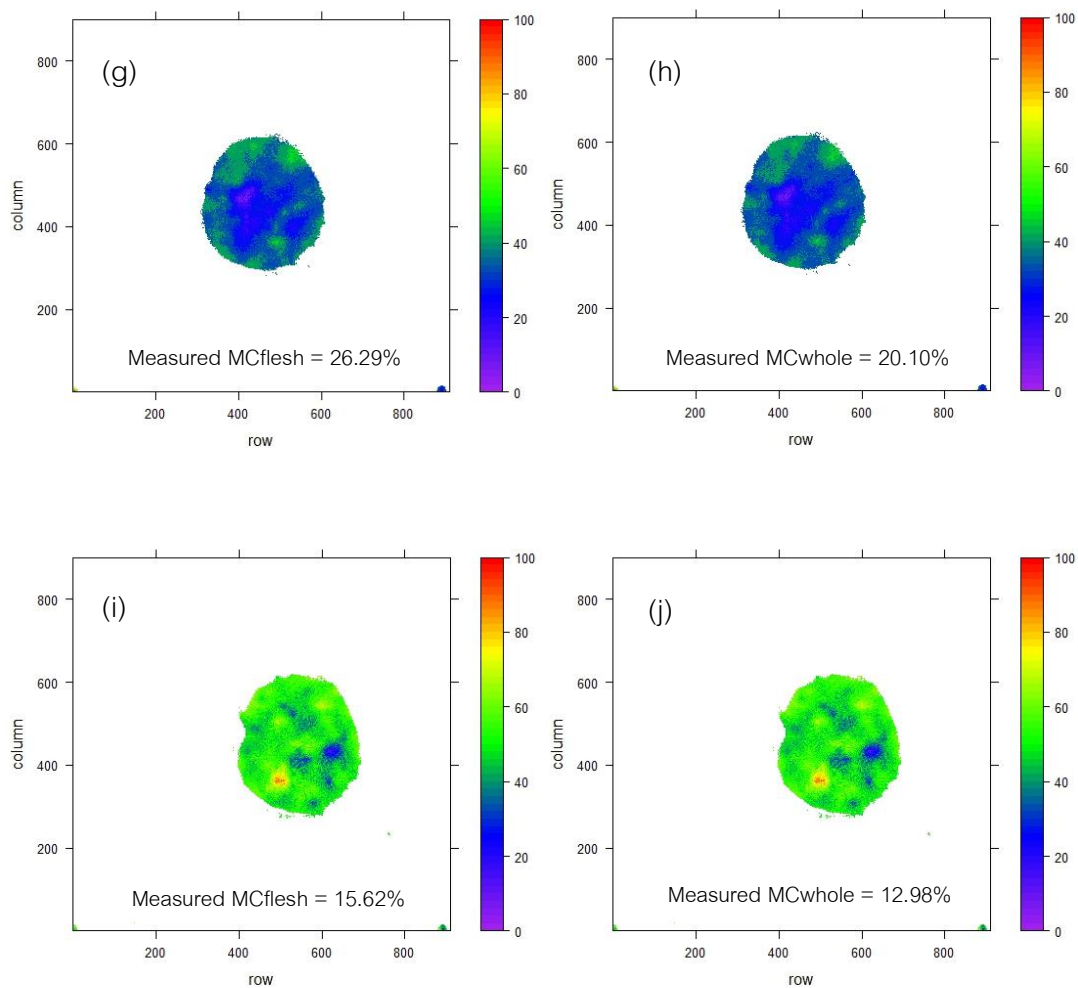 (g)
column
800
600
400
200
Measured MCflesh = 26.29%
200 400 600 800
row
100
80
60
40
20
0
(h)
column
800
600
400
200
Measured MCwhole = 20.10%
200 400 600 800
row
100
80
60
40
20
0
(i)
column
800
600
400
200
Measured MCflesh = 15.62%
200 400 600 800
row
100
80
60
40
20
0
(j)
column
800
600
400
200
Measured MCwhole = 12.98%
200 400 600 800
row
100
80
60
40
20
0